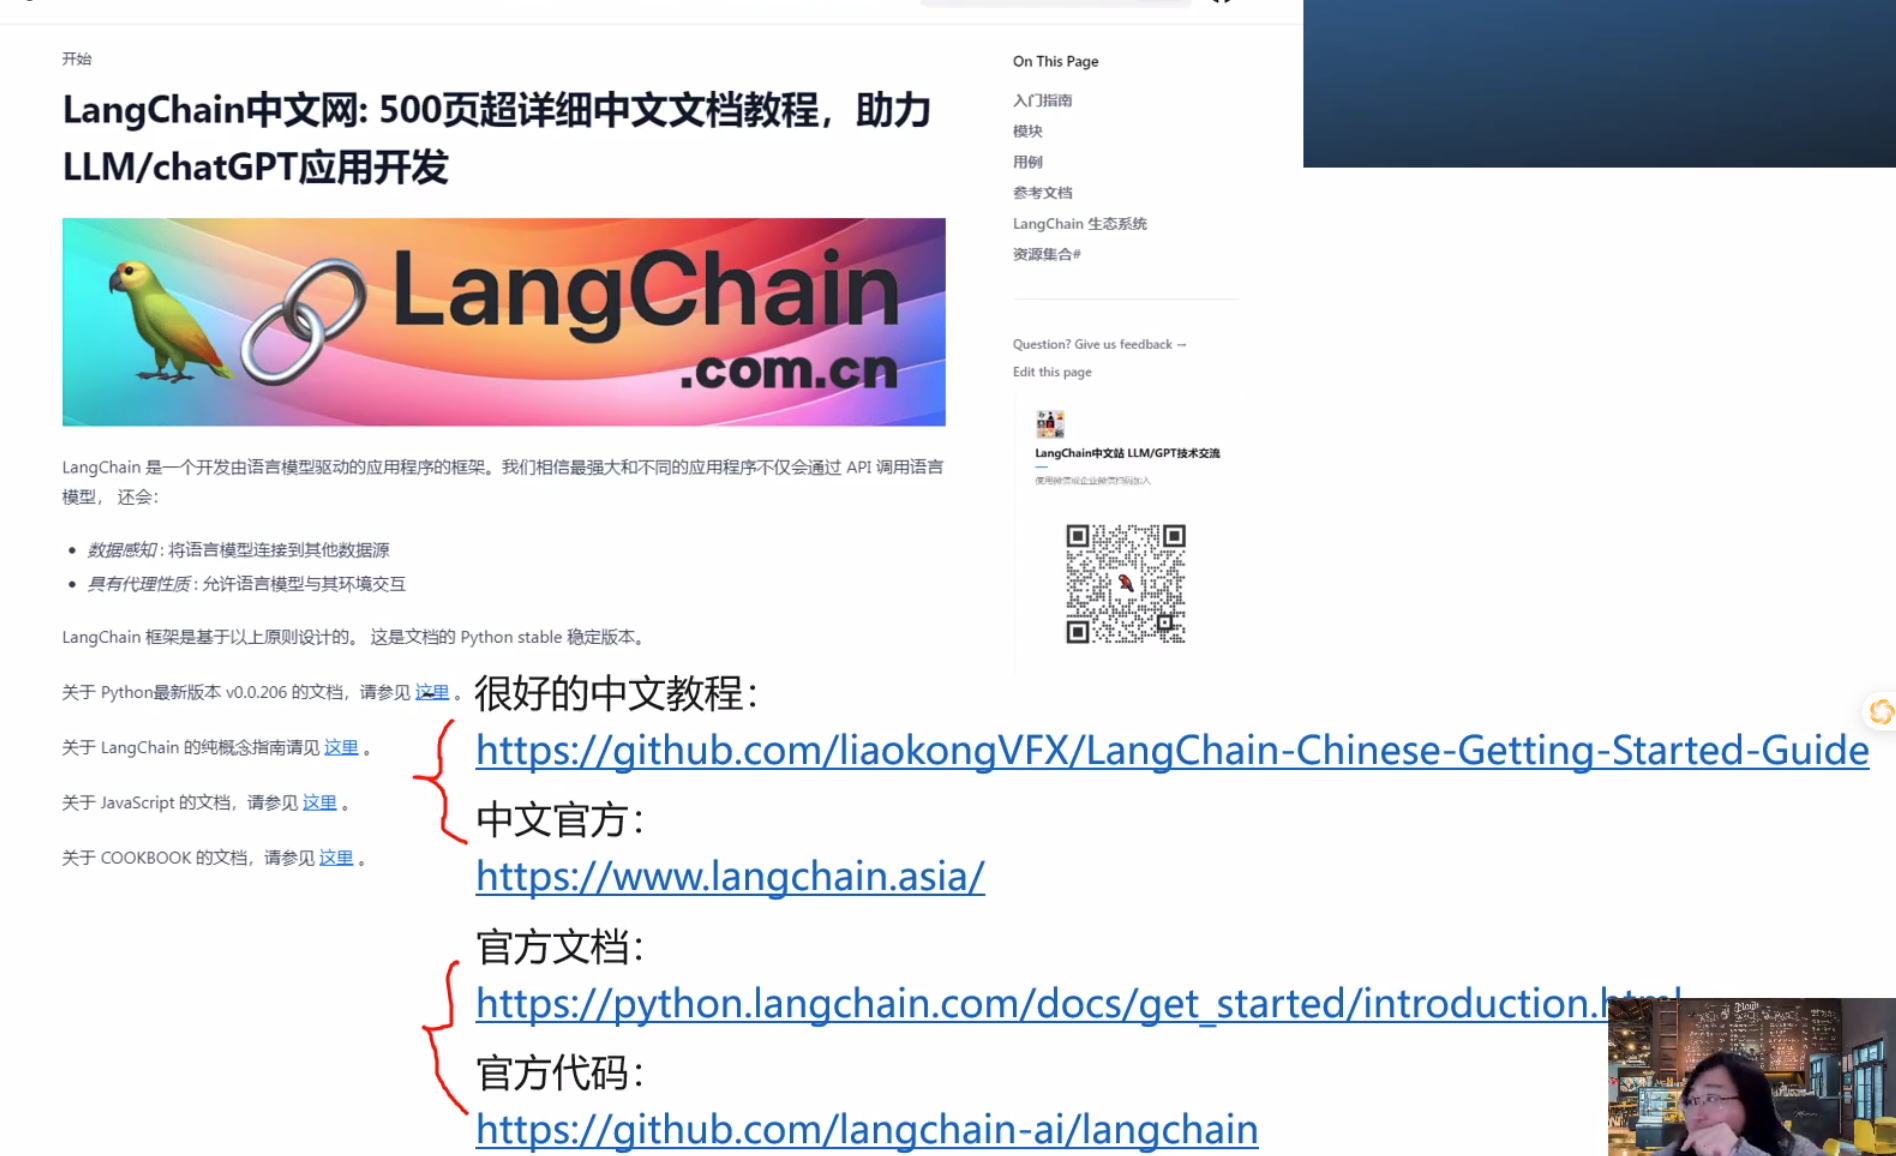 开始
LangChain中文网: 500页超详细中文文档教程，助力
LLM/chatGPT应用开发
LangChain
.com.cn
LangChain 是一个开发由语言模型驱动的应用程序的框架。我们相信最强大和不同的应用程序不仅会通过 API 调用语言
模型， 还会：
数据感知 : 将语言模型连接到其他数据源
具有代理性质 : 允许语言模型与其环境交互
LangChain 框架是基于以上原则设计的。 这是文档的 Python stable 稳定版本。
关于 Python最新版本 v0.0.206 的文档，请参见 这里 。
关于 LangChain 的纯概念指南请见 这里 。
关于 JavaScript 的文档，请参见 这里 。
关于 COOKBOOK 的文档，请参见 这里 。
On This Page
入门指南
模块
用例
参考文档
LangChain 生态系统
资源集合#
Question? Give us feedback →
Edit this page
LangChain中文站 LLM/GPT技术交流
使用微信或企业微信扫码加入
很好的中文教程：
https://github.com/liaokongVFX/LangChain-Chinese-Getting-Started-Guide
中文官方：
https://www.langchain.asia/
官方文档：
https://python.langchain.com/docs/get_started/introduction.html
官方代码：
https://github.com/langchain-ai/langchain